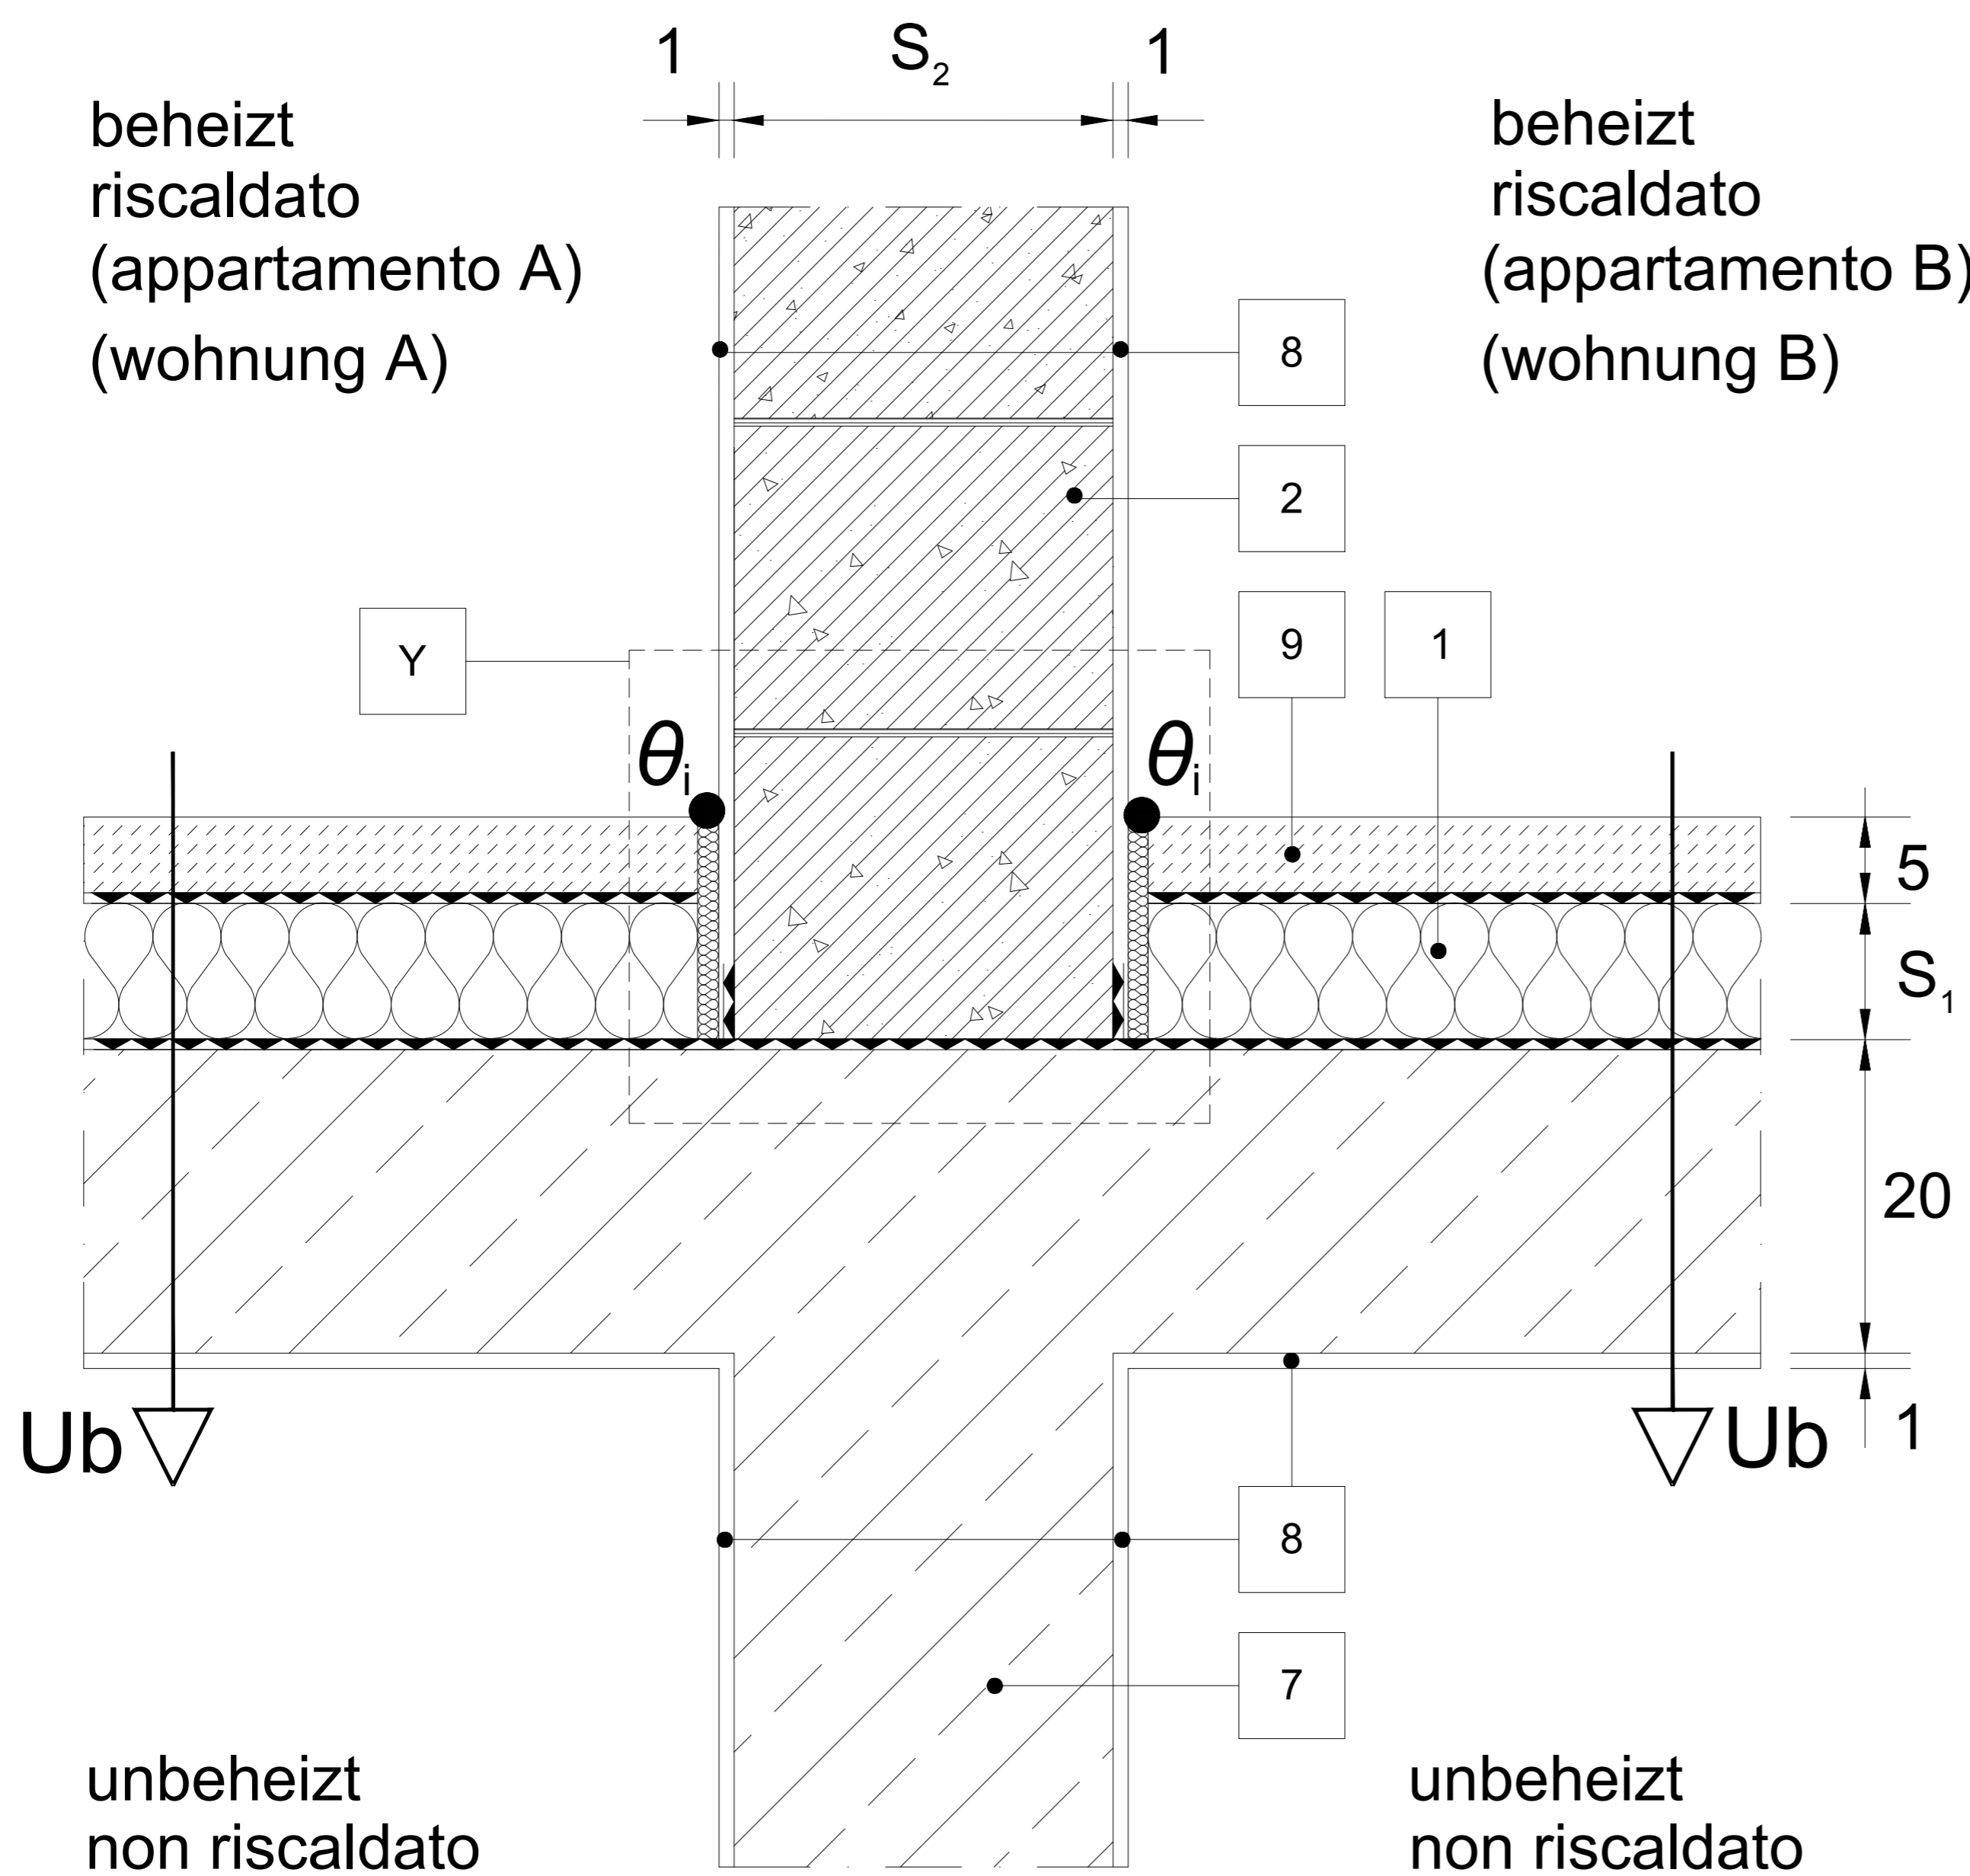 1 S₂ 1
beheizt
riscaldato
(appartamento A)
(wohnung A)
beheizt
riscaldato
(appartamento B)
(wohnung B)
8
2
9 1
Y
θi θi
5
S₁
20
1
Ub Ub
8
7
unbeheizt
non riscaldato
unbeheizt
non riscaldato